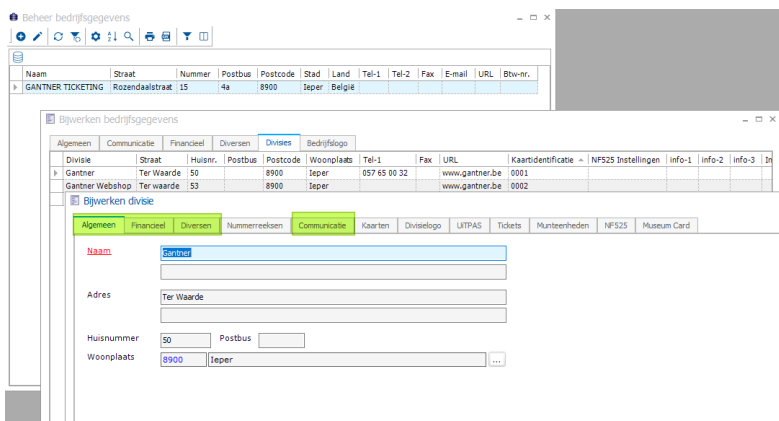 Beheer bedrijfsgegevens
Naam Straat Nummer Postbus Postcode Stad Land Tel-1 Tel-2 Fax E-mail URL Btw-nr.
GANTNER TICKETING Rozendaalstraat 15 4a 8900 Ieper België
Bijwerken bedrijfsgegevens
Algemeen Communicatie Financieel Diversen Divisies Bedrijfslogo
Divisie Straat Huisnr. Postbus Postcode Woonplaats Tel-1 Fax URL Kaartidentificatie NF525 Instellingen info-1 info-2 info-3 In
Gantner Ter Waarde 50 8900 Ieper 057 65 00 32 www.gantner.be 0001
Gantner Webshop Ter waarde 53 8900 Ieper www.gantner.be 0002
Bijwerken divisie
Algemeen Financieel Diversen Nummerreeksen Communicatie Kaarten Divisielogo UiTPAS Tickets Munteenheden NF525 Museum Card
Naam Gantner
Adres Ter Waarde
Huisnummer 50 Postbus
Woonplaats 8900 Ieper ...